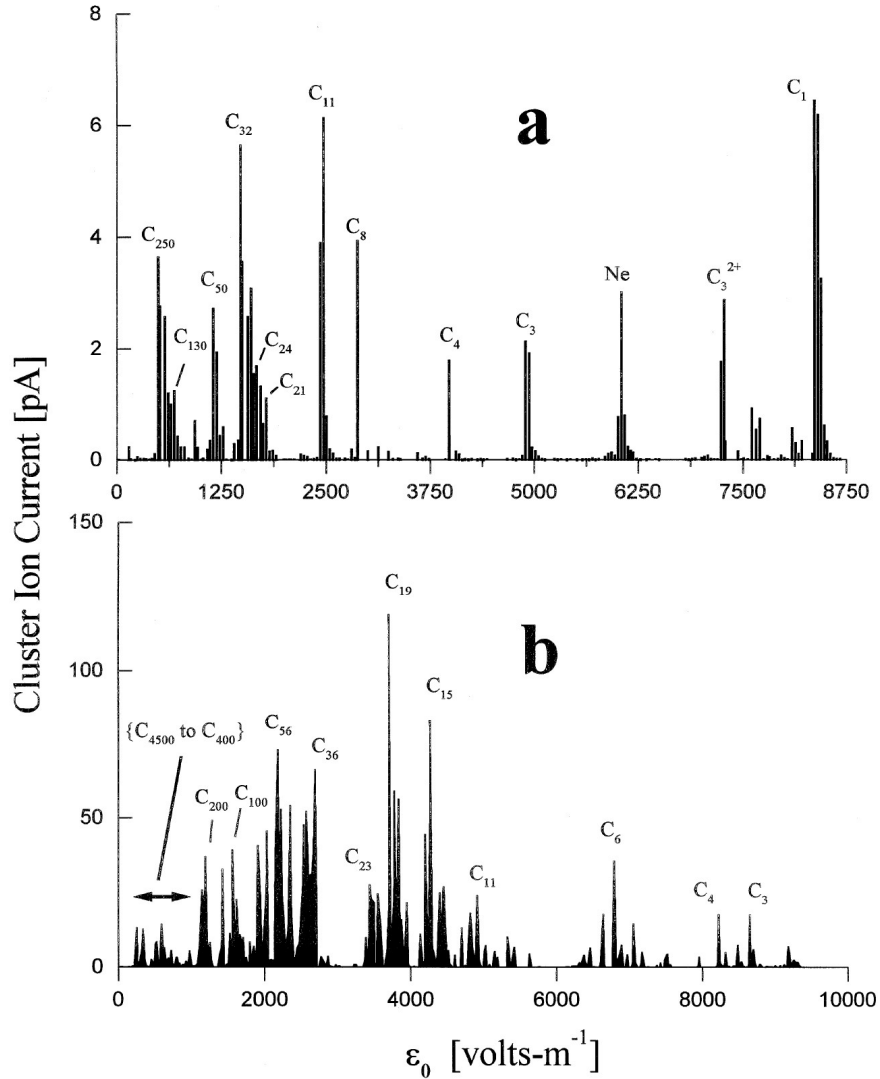 Cluster Ion Current [pA]
8
6
4
2
0
a
C₂₅₀
C₁₃₀
C₅₀
C₃₂
C₂₄
C₂₁
C₁₁
C₈
C₄
C₃
Ne
C₃²⁺
C₁
0 1250 2500 3750 5000 6250 7500 8750
150
100
50
0
b
{C₄₅₀₀ to C₄₀₀}
C₂₀₀
C₁₀₀
C₅₆
C₃₆
C₂₃
C₁₉
C₁₅
C₁₁
C₆
C₄
C₃
0 2000 4000 6000 8000 10000
ε₀ [volts-m⁻¹]